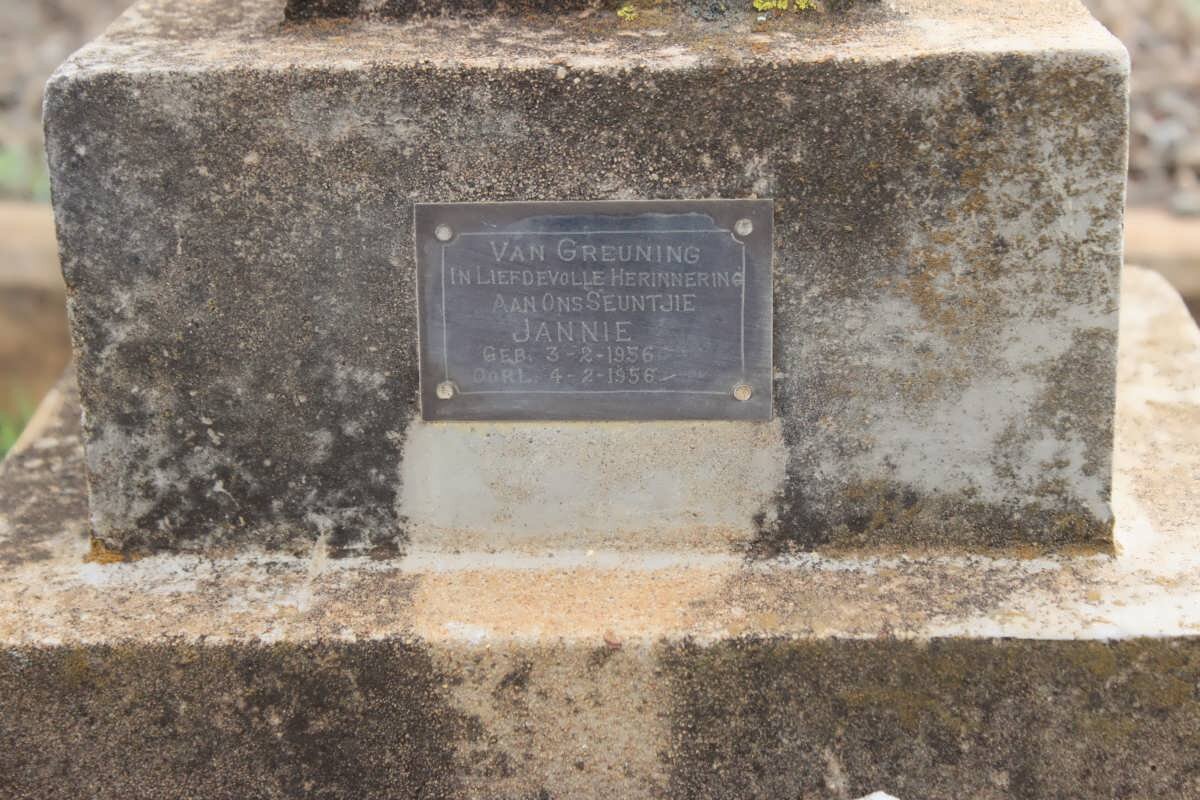 VAN GREUNING
IN LIEFDEVOLLE HERINNERING
AAN ONS SEUNTJIE
JANNIE
GEB. 3-2-1956
OORL. 4-2-1956